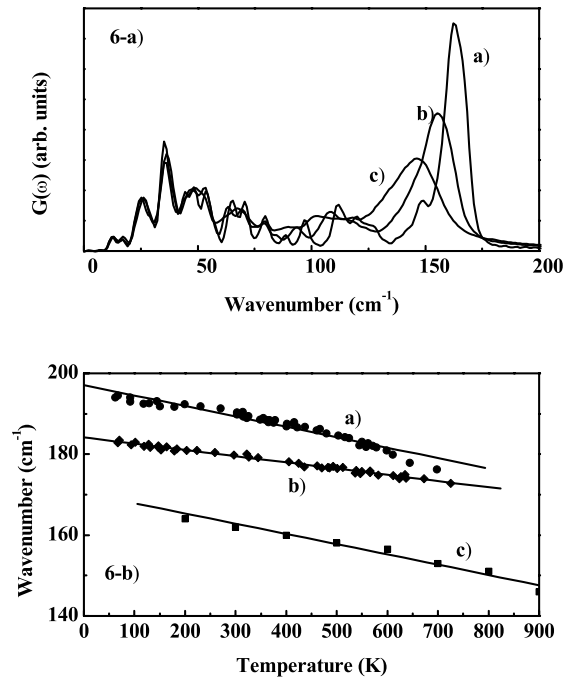 6-a)
a)
b)
c)
G(ω) (arb. units)
0 50 100 150 200
Wavenumber (cm⁻¹)
200
180
160
140
Wavenumber (cm⁻¹)
a)
b)
c)
6-b)
0 100 200 300 400 500 600 700 800 900
Temperature (K)